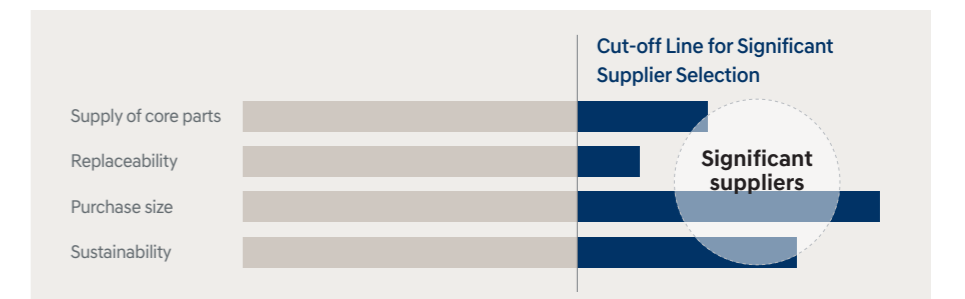 Cut-off Line for Significant
Supplier Selection
Supply of core parts
Replaceability
Significant
suppliers
Purchase size
Sustainability